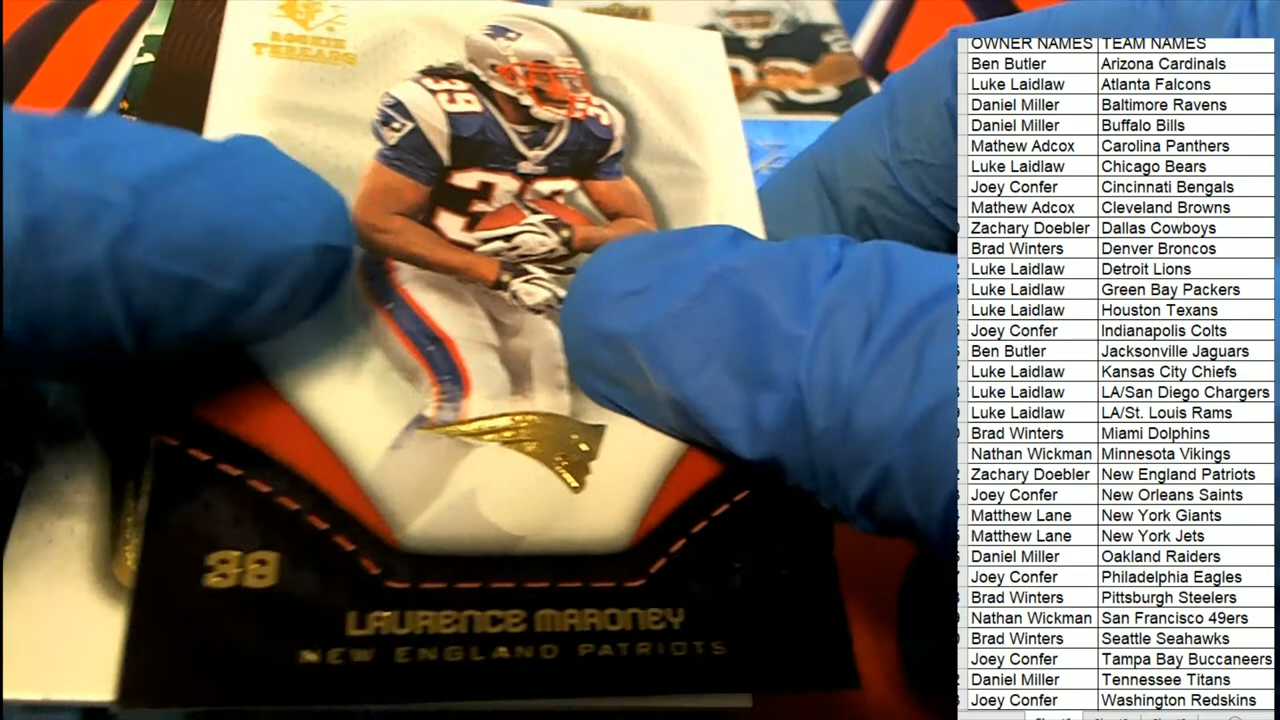 SP
ROOKIE
THREADS
39
39
39
LAURENCE MARONEY
NEW ENGLAND PATRIOTS
OWNER NAMES TEAM NAMES
Ben Butler Arizona Cardinals
Luke Laidlaw Atlanta Falcons
Daniel Miller Baltimore Ravens
Daniel Miller Buffalo Bills
Mathew Adcox Carolina Panthers
Luke Laidlaw Chicago Bears
Joey Confer Cincinnati Bengals
Mathew Adcox Cleveland Browns
Zachary Doebler Dallas Cowboys
Brad Winters Denver Broncos
Luke Laidlaw Detroit Lions
Luke Laidlaw Green Bay Packers
Luke Laidlaw Houston Texans
Joey Confer Indianapolis Colts
Ben Butler Jacksonville Jaguars
Luke Laidlaw Kansas City Chiefs
Luke Laidlaw LA/San Diego Chargers
Luke Laidlaw LA/St. Louis Rams
Brad Winters Miami Dolphins
Nathan Wickman Minnesota Vikings
Zachary Doebler New England Patriots
Joey Confer New Orleans Saints
Matthew Lane New York Giants
Matthew Lane New York Jets
Daniel Miller Oakland Raiders
Joey Confer Philadelphia Eagles
Brad Winters Pittsburgh Steelers
Nathan Wickman San Francisco 49ers
Brad Winters Seattle Seahawks
Joey Confer Tampa Bay Buccaneers
Daniel Miller Tennessee Titans
Joey Confer Washington Redskins